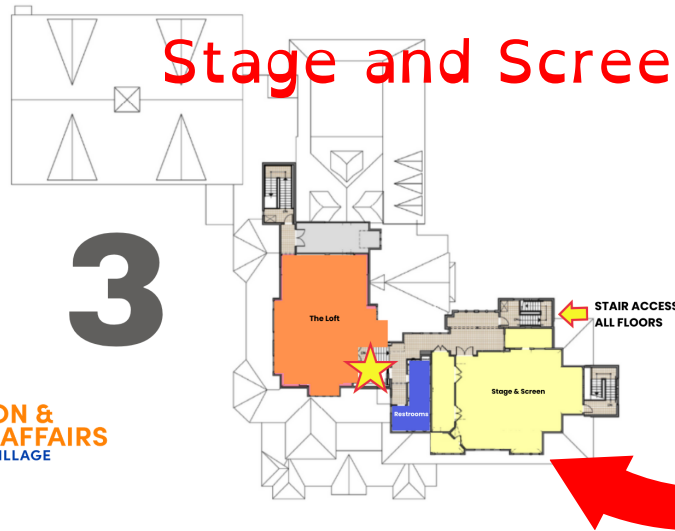 Stage and Scree
3
The Loft
STAIR ACCESS
ALL FLOORS
Stage & Screen
Restrooms
ON &
AFFAIRS
ILLAGE